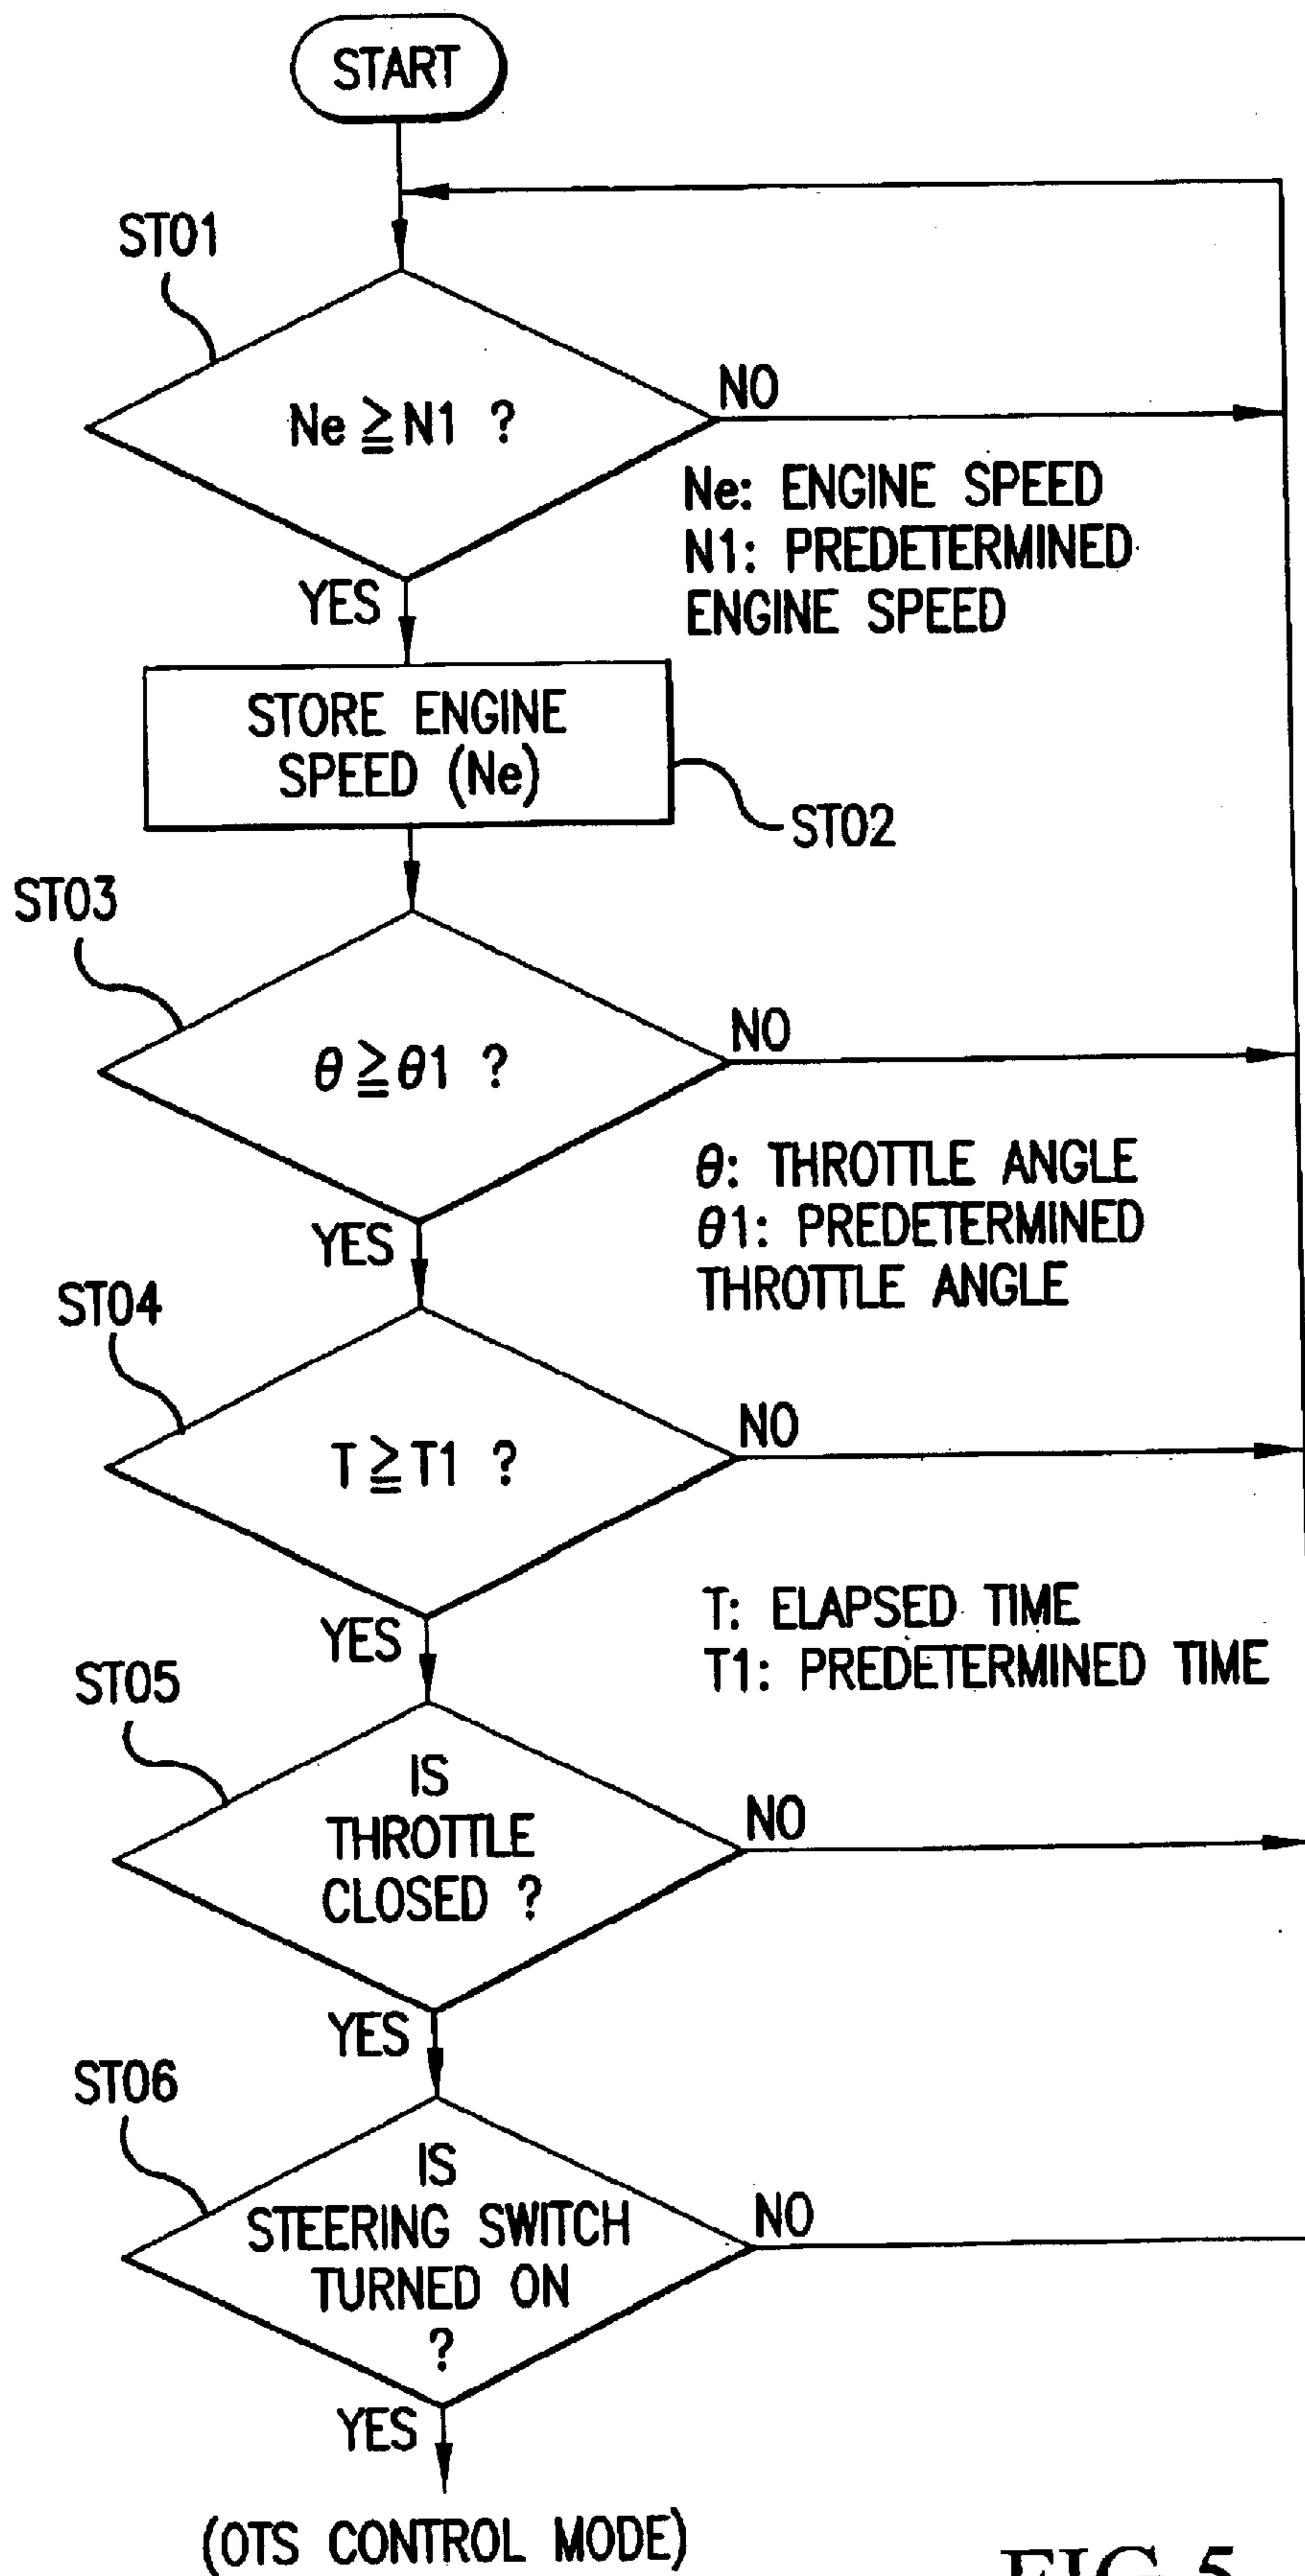 START
ST01
Ne ≧ N1 ?
NO
Ne: ENGINE SPEED
N1: PREDETERMINED
ENGINE SPEED
YES
STORE ENGINE
SPEED (Ne)
ST02
ST03
θ ≧ θ1 ?
NO
θ: THROTTLE ANGLE
θ1: PREDETERMINED
THROTTLE ANGLE
YES
ST04
T ≧ T1 ?
NO
T: ELAPSED TIME
T1: PREDETERMINED TIME
YES
ST05
IS
THROTTLE
CLOSED ?
NO
YES
ST06
IS
STEERING SWITCH
TURNED ON
?
NO
YES
(OTS CONTROL MODE)
FIG.5